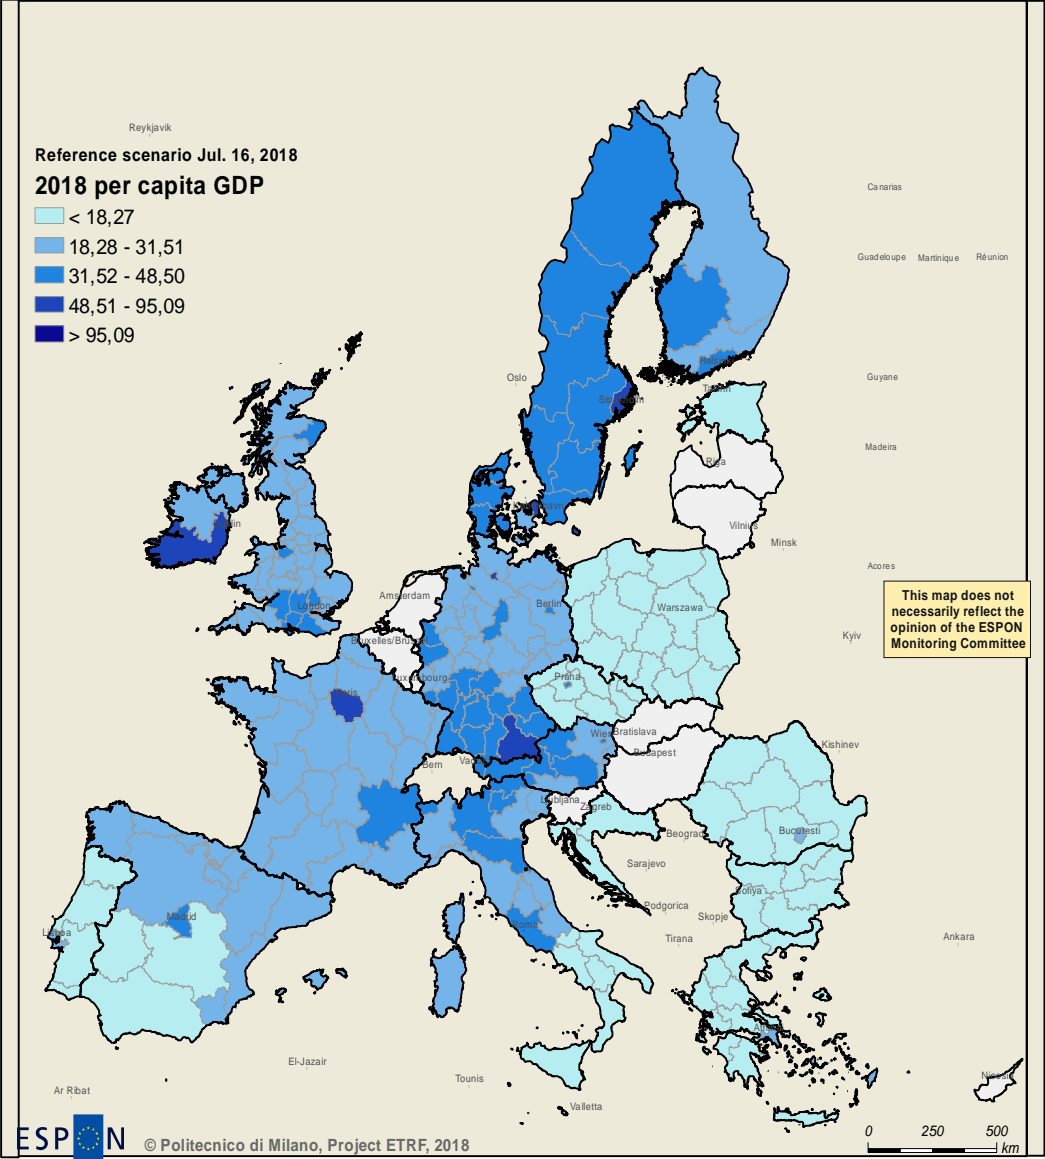 Reykjavik
Reference scenario Jul. 16, 2018
2018 per capita GDP
< 18,27
18,28 - 31,51
31,52 - 48,50
48,51 - 95,09
> 95,09
Canarias
Guadeloupe
Martinique
Réunion
Oslo
Helsinki
Guyane
Tallinn
Stockholm
Madeira
Riga
København
Dublin
Vilnius
Minsk
Acores
Amsterdam
Berlin
London
Warszawa
This map does not
necessarily reflect the
opinion of the ESPON
Monitoring Committee
Kyiv
Bruxelles/Brussel
Luxembourg
Praha
Paris
Wien
Bratislava
Kishinev
Budapest
Bern
Vaduz
Ljubljana
Zagreb
Bucuresti
Beograd
Sarajevo
Sofiya
Podgorica
Skopje
Madrid
Roma
Lisboa
Tirana
Ankara
Athina
El-Jazair
Nicosia
Tounis
Ar Ribat
Valletta
ESPON
© Politecnico di Milano, Project ETRF, 2018
0 250 500
km